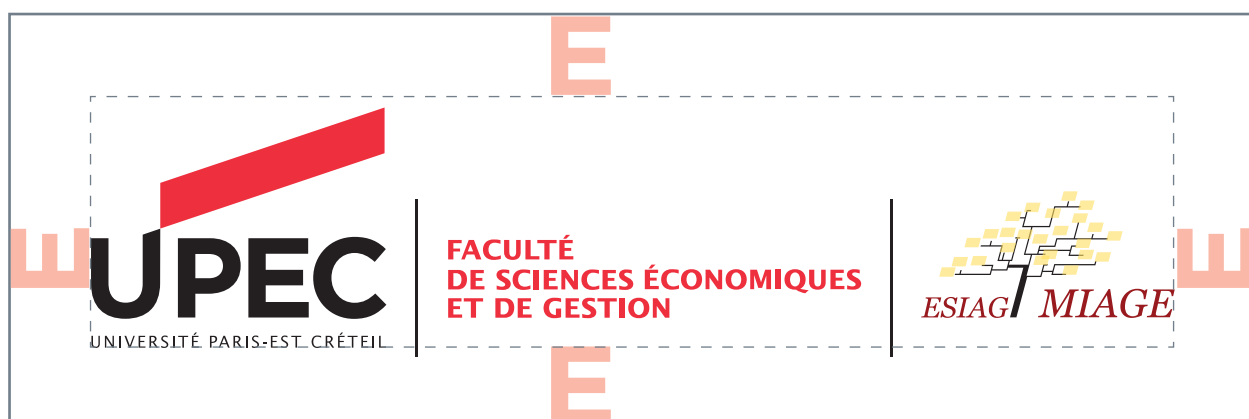 E
E
UPEC
UNIVERSITÉ PARIS-EST CRÉTEIL
FACULTÉ
DE SCIENCES ÉCONOMIQUES
ET DE GESTION
ESIAG MIAGE
E
E